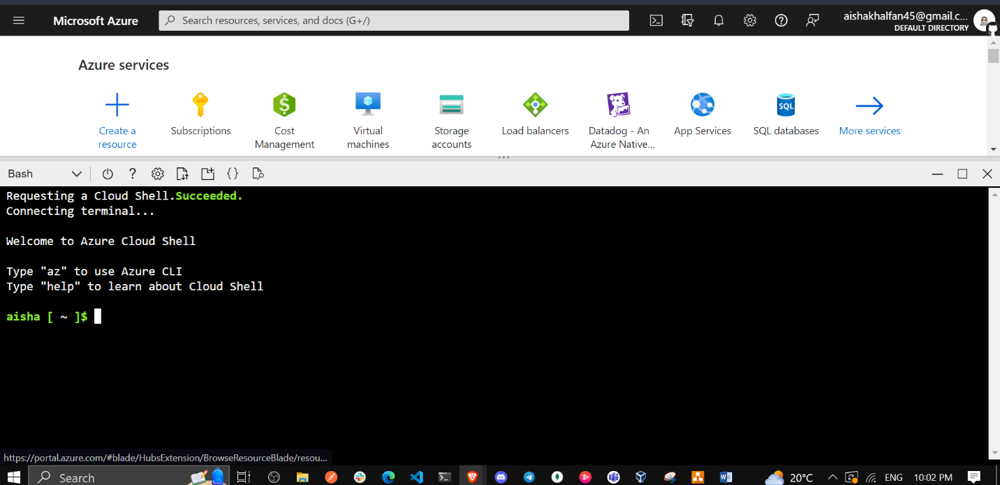 Microsoft Azure
Search resources, services, and docs (G+/)
aishakhalfan45@gmail.c...
DEFAULT DIRECTORY
Azure services
Create a
resource
Subscriptions
Cost
Management
Virtual
machines
Storage
accounts
Load balancers
Datadog - An
Azure Native...
App Services
SQL
SQL databases
More services
Bash
Requesting a Cloud Shell.Succeeded.
Connecting terminal...
Welcome to Azure Cloud Shell
Type "az" to use Azure CLI
Type "help" to learn about Cloud Shell
aisha [ ~ ]$
https://portal.azure.com/#blade/HubsExtension/BrowseResourceBlade/resou...
Search
20°C
ENG
10:02 PM